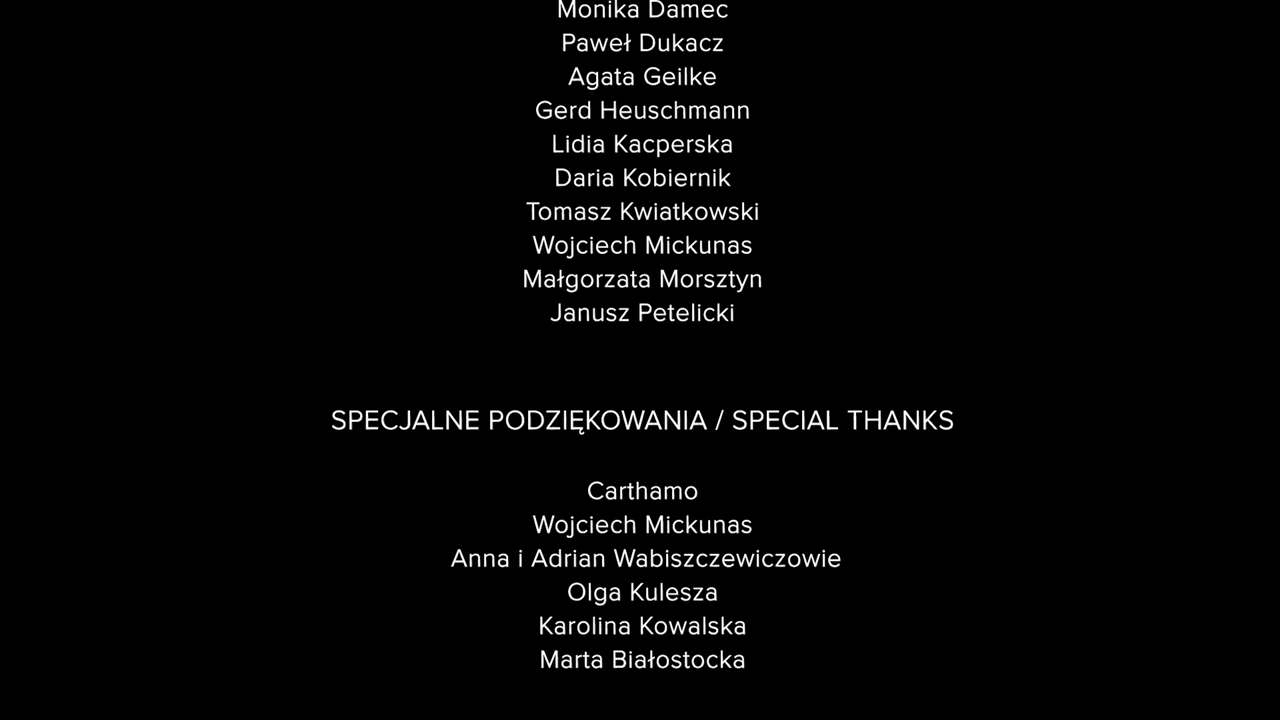 Monika Damec
Paweł Dukacz
Agata Geilke
Gerd Heuschmann
Lidia Kacperska
Daria Kobiernik
Tomasz Kwiatkowski
Wojciech Mickunas
Małgorzata Morsztyn
Janusz Petelicki
SPECJALNE PODZIĘKOWANIA / SPECIAL THANKS
Carthamo
Wojciech Mickunas
Anna i Adrian Wabiszczewiczowie
Olga Kulesza
Karolina Kowalska
Marta Białostocka